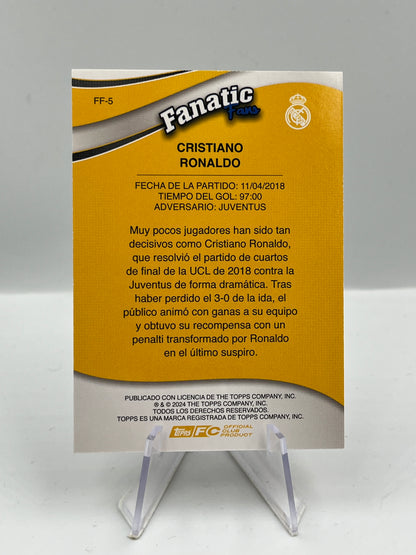 FF-5
Fanatic
Fans
CRISTIANO
RONALDO
FECHA DE LA PARTIDO: 11/04/2018
TIEMPO DEL GOL: 97:00
ADVERSARIO: JUVENTUS
Muy pocos jugadores han sido tan
decisivos como Cristiano Ronaldo,
que resolvió el partido de cuartos
de final de la UCL de 2018 contra la
Juventus de forma dramática. Tras
haber perdido el 3-0 de la ida, el
público animó con ganas a su equipo
y obtuvo su recompensa con un
penalti transformado por Ronaldo
en el último suspiro.
PUBLICADO CON LICENCIA DE THE TOPPS COMPANY, INC.
® & © 2024 THE TOPPS COMPANY, INC.
TODOS LOS DERECHOS RESERVADOS.
TOPPS ES UNA MARCA REGISTRADA DE TOPPS COMPANY, INC.
TOPPS FC OFFICIAL
CLUB
PRODUCT